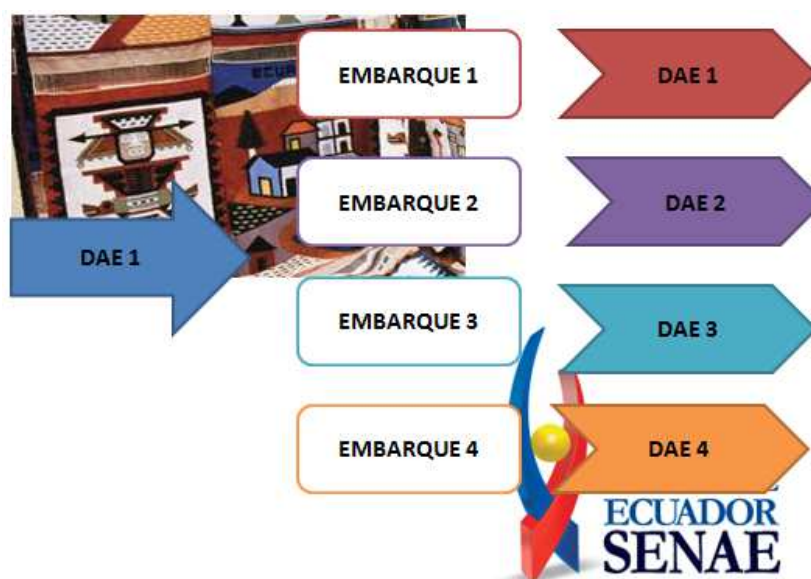 EMBARQUE 1
DAE 1
EMBARQUE 2
DAE 2
DAE 1
EMBARQUE 3
DAE 3
EMBARQUE 4
DAE 4
ECUADOR
SENAE